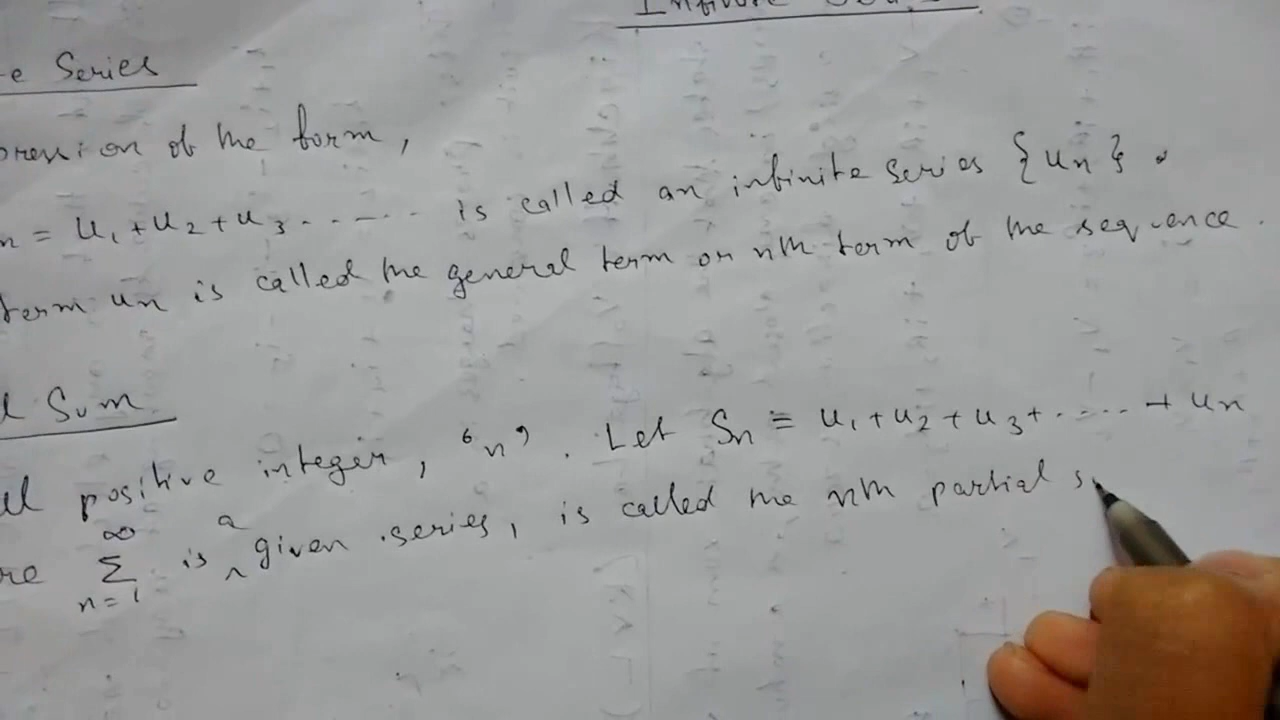 Infinite
e Series
pression of the form,
n = u1 + u2 + u3 ...... is called an infinite series {un}.
term un is called the general term or nth term of the sequence.
l Sum
ll positive integer, 'n'. Let Sn = u1 + u2 + u3 + ..... + un
re ∞ Σ n=1 is a given series, is called the nth partial s